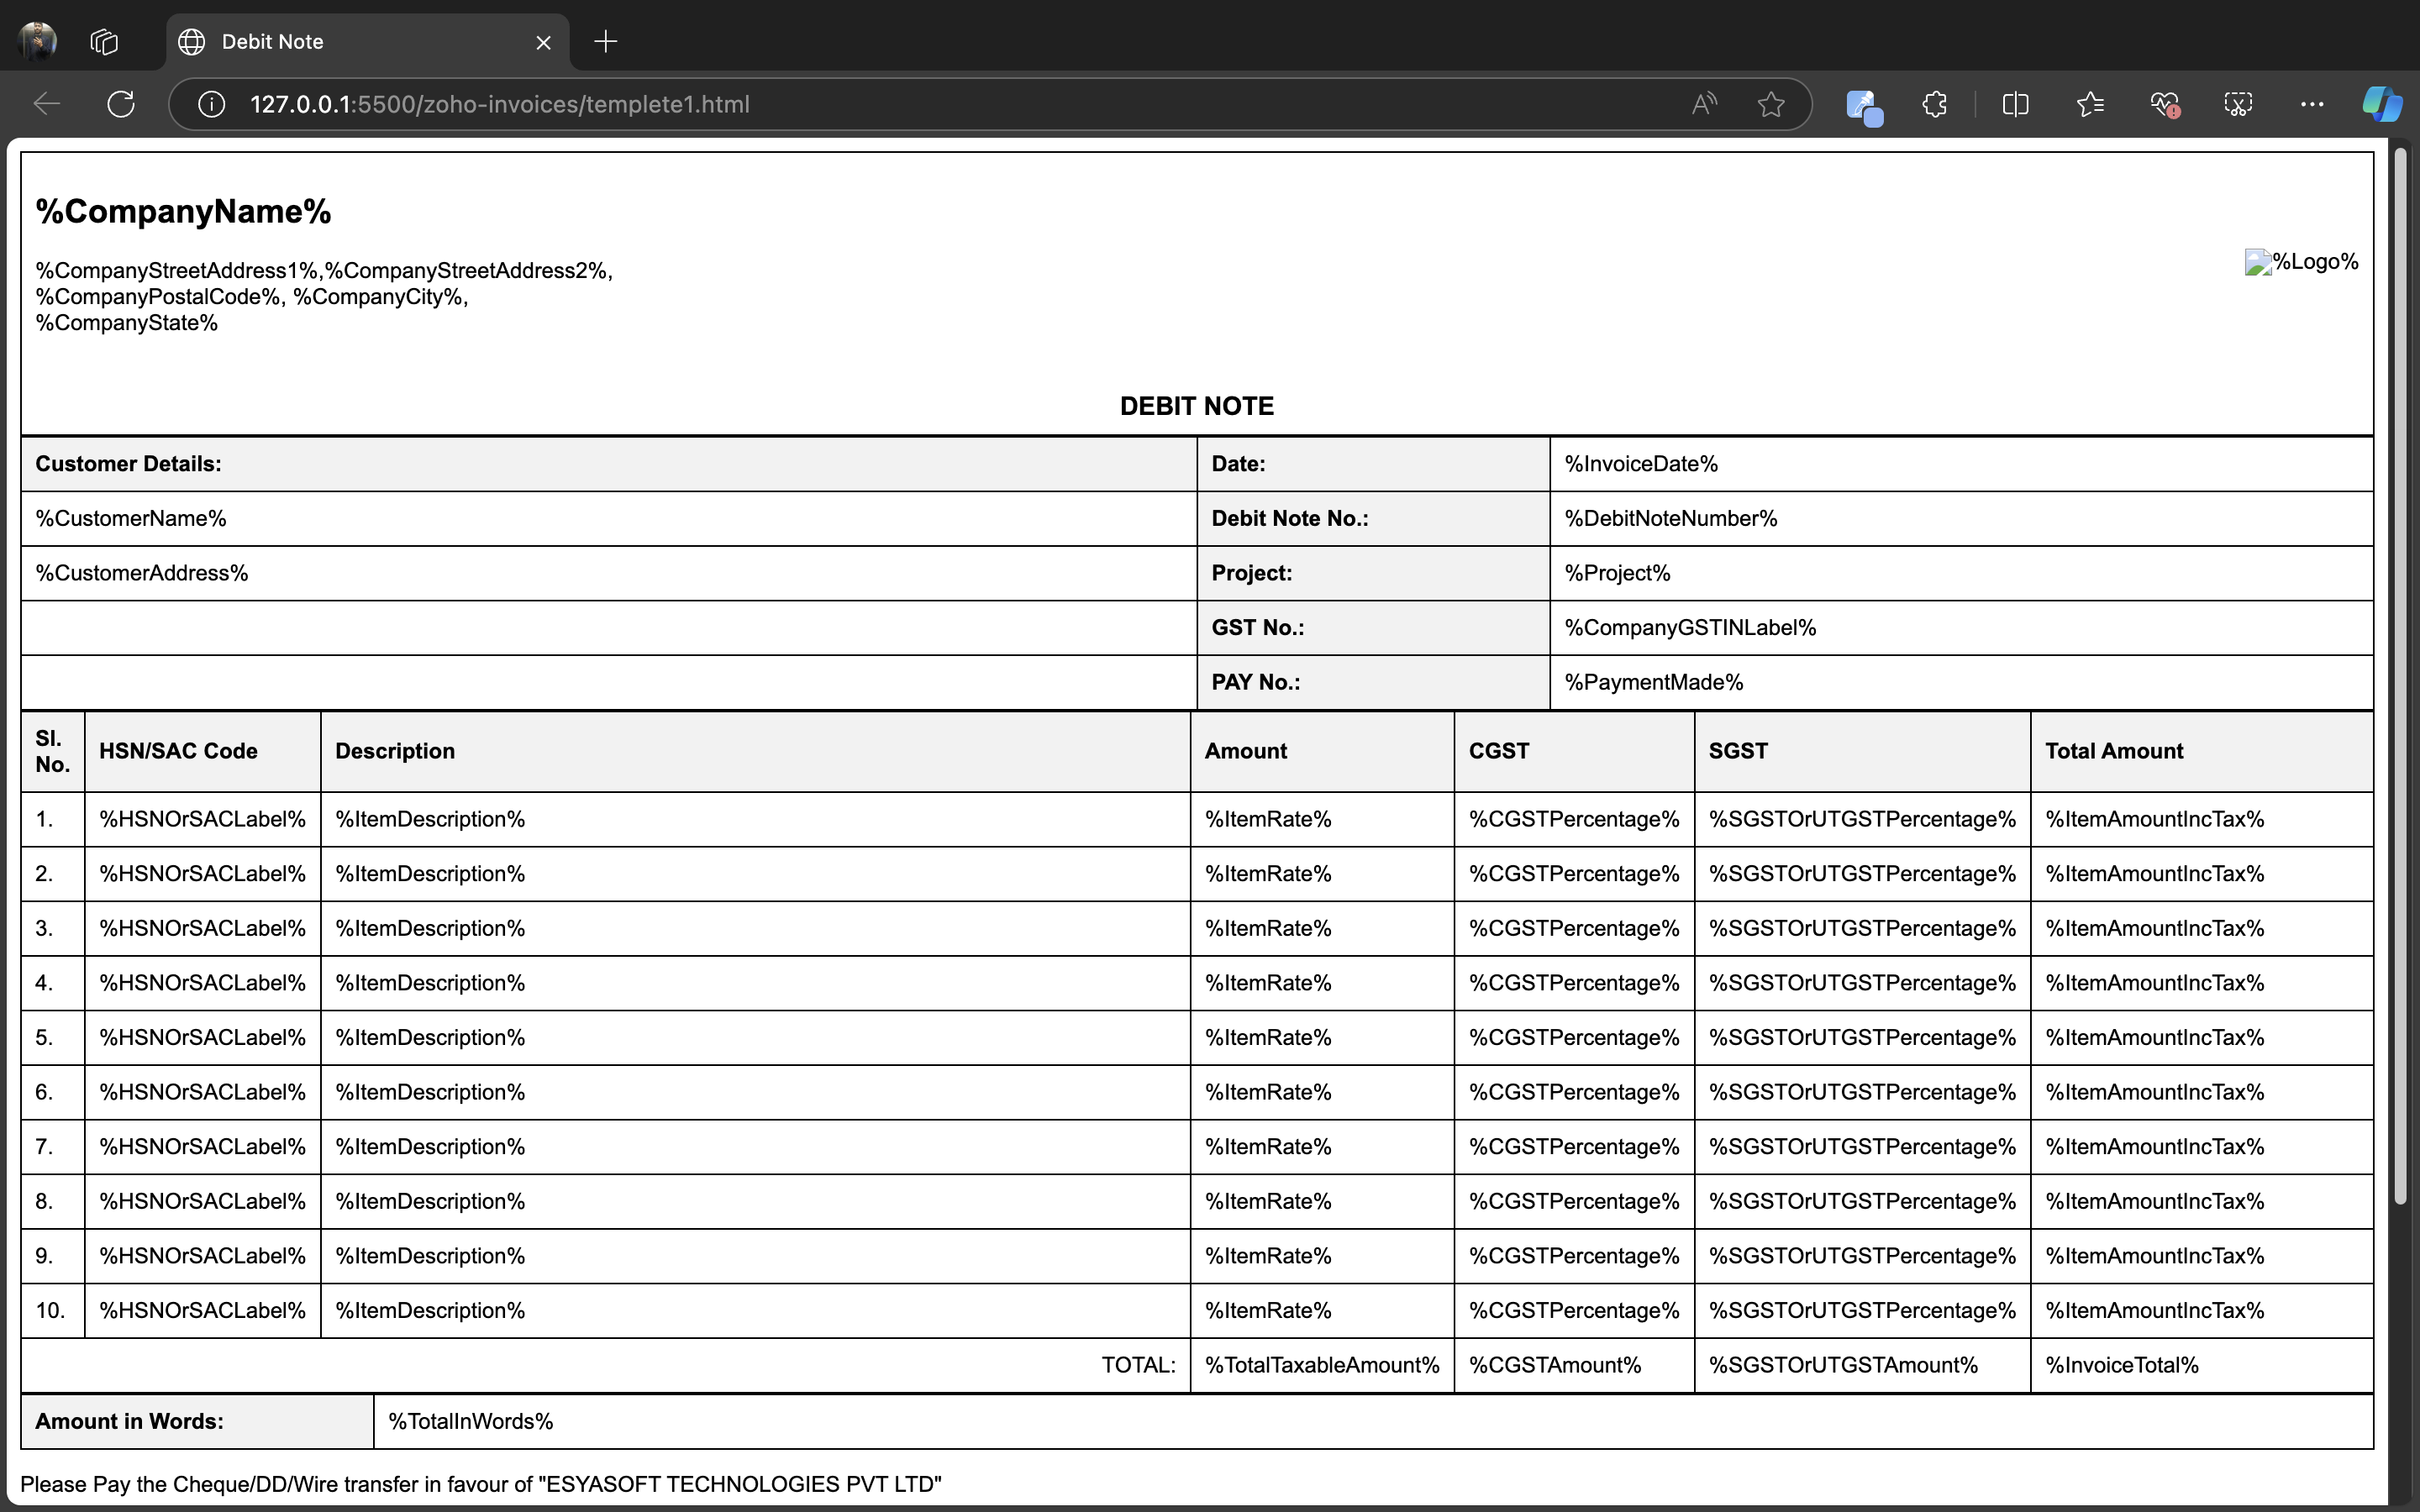 Debit Note
127.0.0.1:5500/zoho-invoices/templete1.html
%CompanyName%
%CompanyStreetAddress1%,%CompanyStreetAddress2%,
%CompanyPostalCode%, %CompanyCity%,
%CompanyState%
%Logo%
DEBIT NOTE
Customer Details: Date: %InvoiceDate%
%CustomerName% Debit Note No.: %DebitNoteNumber%
%CustomerAddress% Project: %Project%
GST No.: %CompanyGSTINLabel%
PAY No.: %PaymentMade%
Sl. No. HSN/SAC Code Description Amount CGST SGST Total Amount
1. %HSNOrSACLabel% %ItemDescription% %ItemRate% %CGSTPercentage% %SGSTOrUTGSTPercentage% %ItemAmountIncTax%
2. %HSNOrSACLabel% %ItemDescription% %ItemRate% %CGSTPercentage% %SGSTOrUTGSTPercentage% %ItemAmountIncTax%
3. %HSNOrSACLabel% %ItemDescription% %ItemRate% %CGSTPercentage% %SGSTOrUTGSTPercentage% %ItemAmountIncTax%
4. %HSNOrSACLabel% %ItemDescription% %ItemRate% %CGSTPercentage% %SGSTOrUTGSTPercentage% %ItemAmountIncTax%
5. %HSNOrSACLabel% %ItemDescription% %ItemRate% %CGSTPercentage% %SGSTOrUTGSTPercentage% %ItemAmountIncTax%
6. %HSNOrSACLabel% %ItemDescription% %ItemRate% %CGSTPercentage% %SGSTOrUTGSTPercentage% %ItemAmountIncTax%
7. %HSNOrSACLabel% %ItemDescription% %ItemRate% %CGSTPercentage% %SGSTOrUTGSTPercentage% %ItemAmountIncTax%
8. %HSNOrSACLabel% %ItemDescription% %ItemRate% %CGSTPercentage% %SGSTOrUTGSTPercentage% %ItemAmountIncTax%
9. %HSNOrSACLabel% %ItemDescription% %ItemRate% %CGSTPercentage% %SGSTOrUTGSTPercentage% %ItemAmountIncTax%
10. %HSNOrSACLabel% %ItemDescription% %ItemRate% %CGSTPercentage% %SGSTOrUTGSTPercentage% %ItemAmountIncTax%
TOTAL: %TotalTaxableAmount% %CGSTAmount% %SGSTOrUTGSTAmount% %InvoiceTotal%
Amount in Words: %TotalInWords%
Please Pay the Cheque/DD/Wire transfer in favour of "ESYASOFT TECHNOLOGIES PVT LTD"